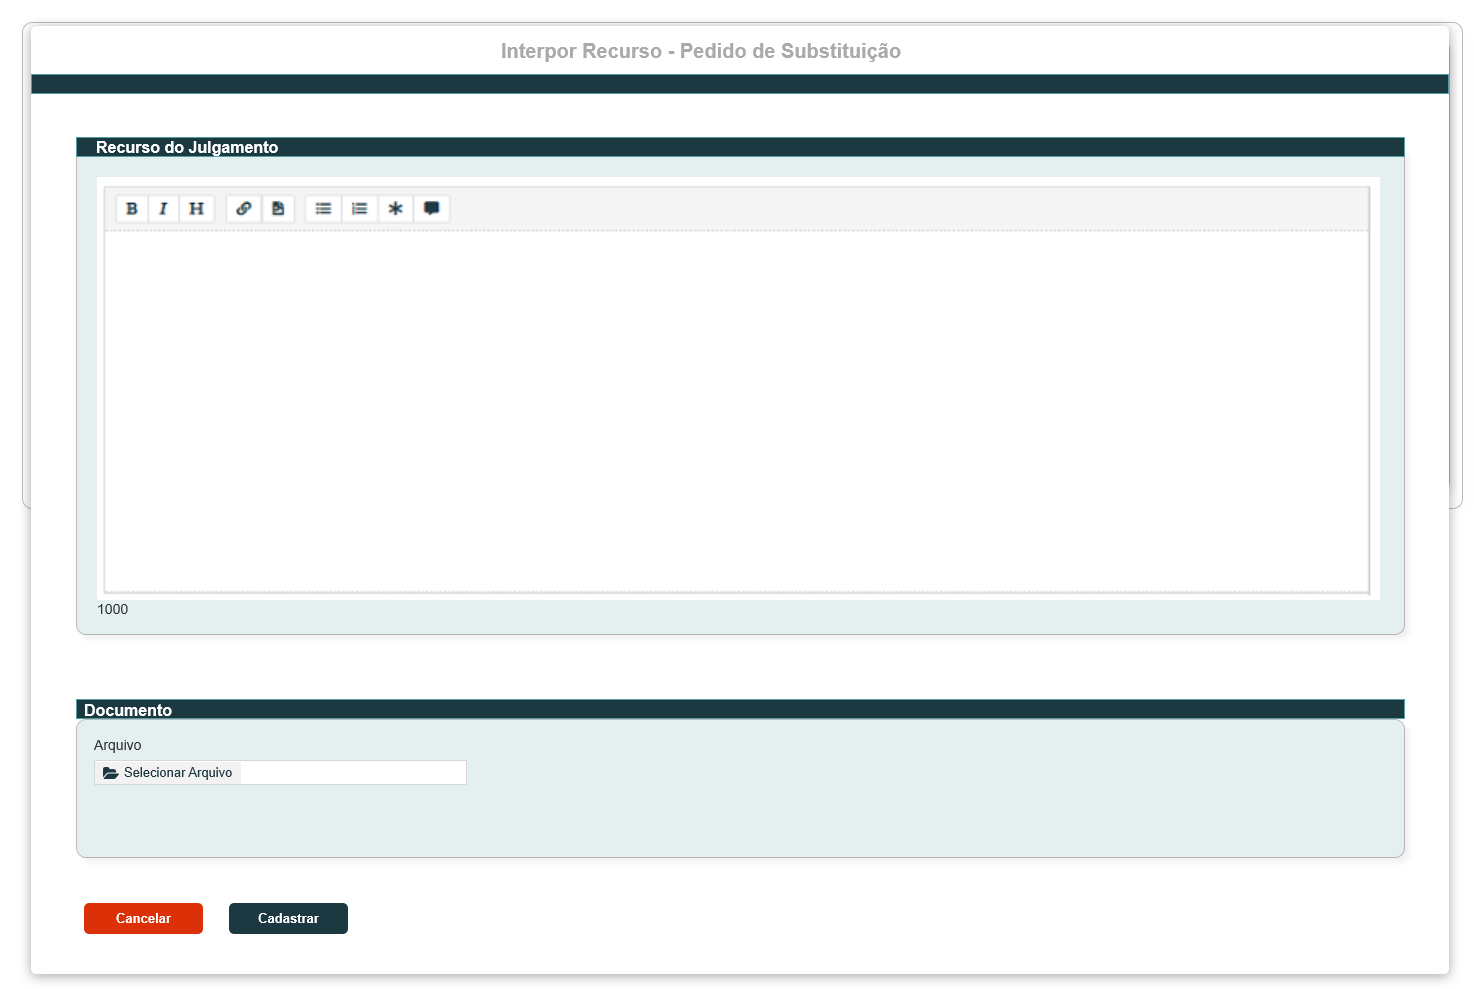 Interpor Recurso - Pedido de Substituição
Recurso do Julgamento
B I H
1000
Documento
Arquivo
Selecionar Arquivo
Cancelar Cadastrar